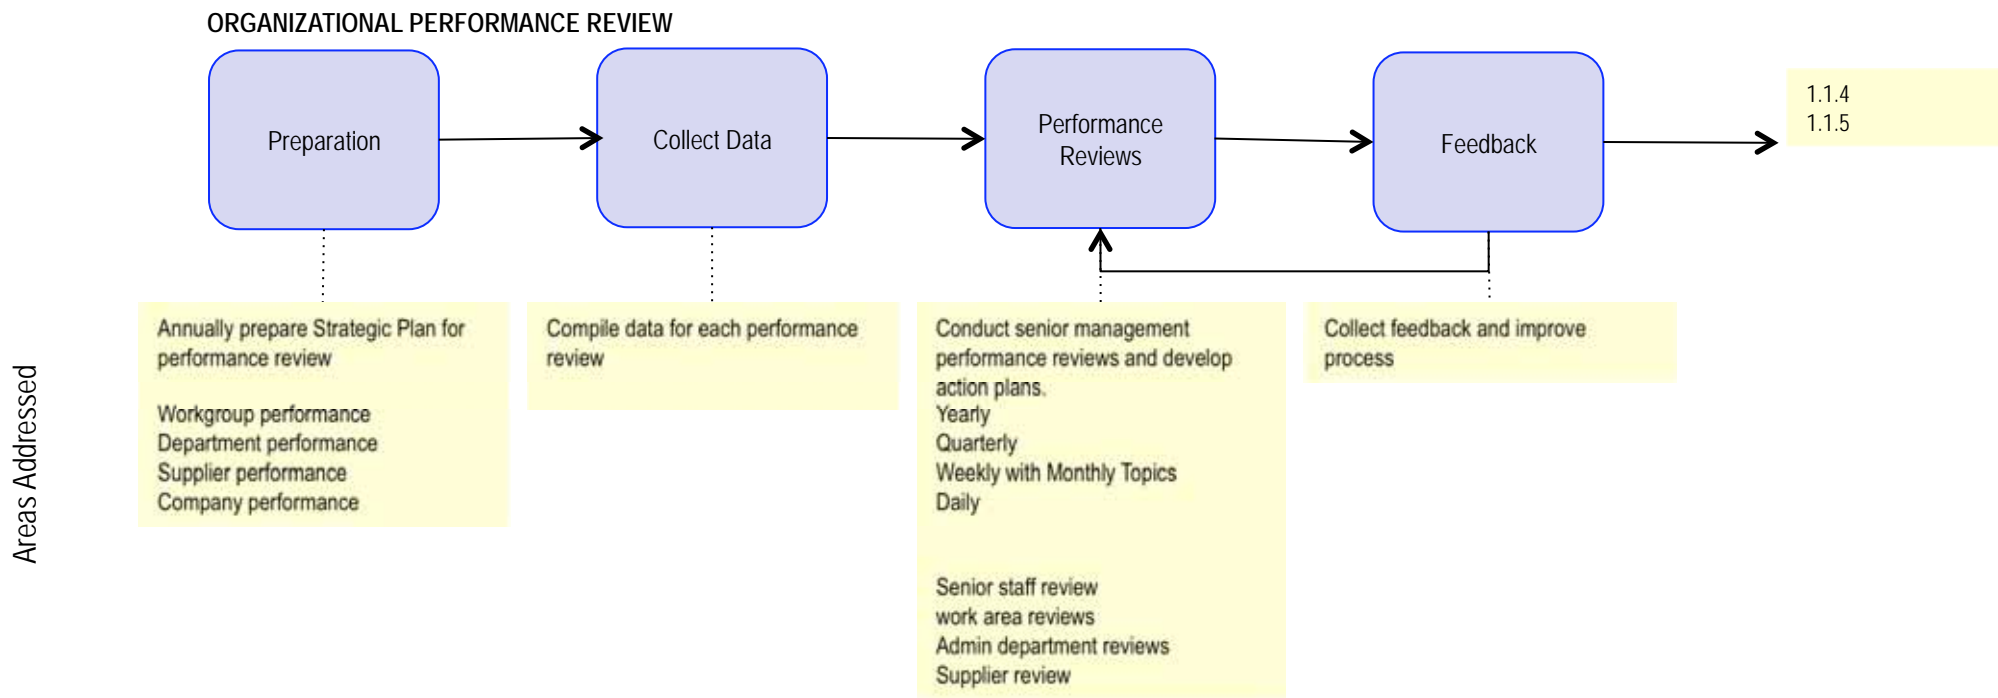 ORGANIZATIONAL PERFORMANCE REVIEW
Preparation
Collect Data
Performance
Reviews
Feedback
1.1.4
1.1.5
Areas Addressed
Annually prepare Strategic Plan for
performance review
Workgroup performance
Department performance
Supplier performance
Company performance
Compile data for each performance
review
Conduct senior management
performance reviews and develop
action plans.
Yearly
Quarterly
Weekly with Monthly Topics
Daily
Senior staff review
work area reviews
Admin department reviews
Supplier review
Collect feedback and improve
process